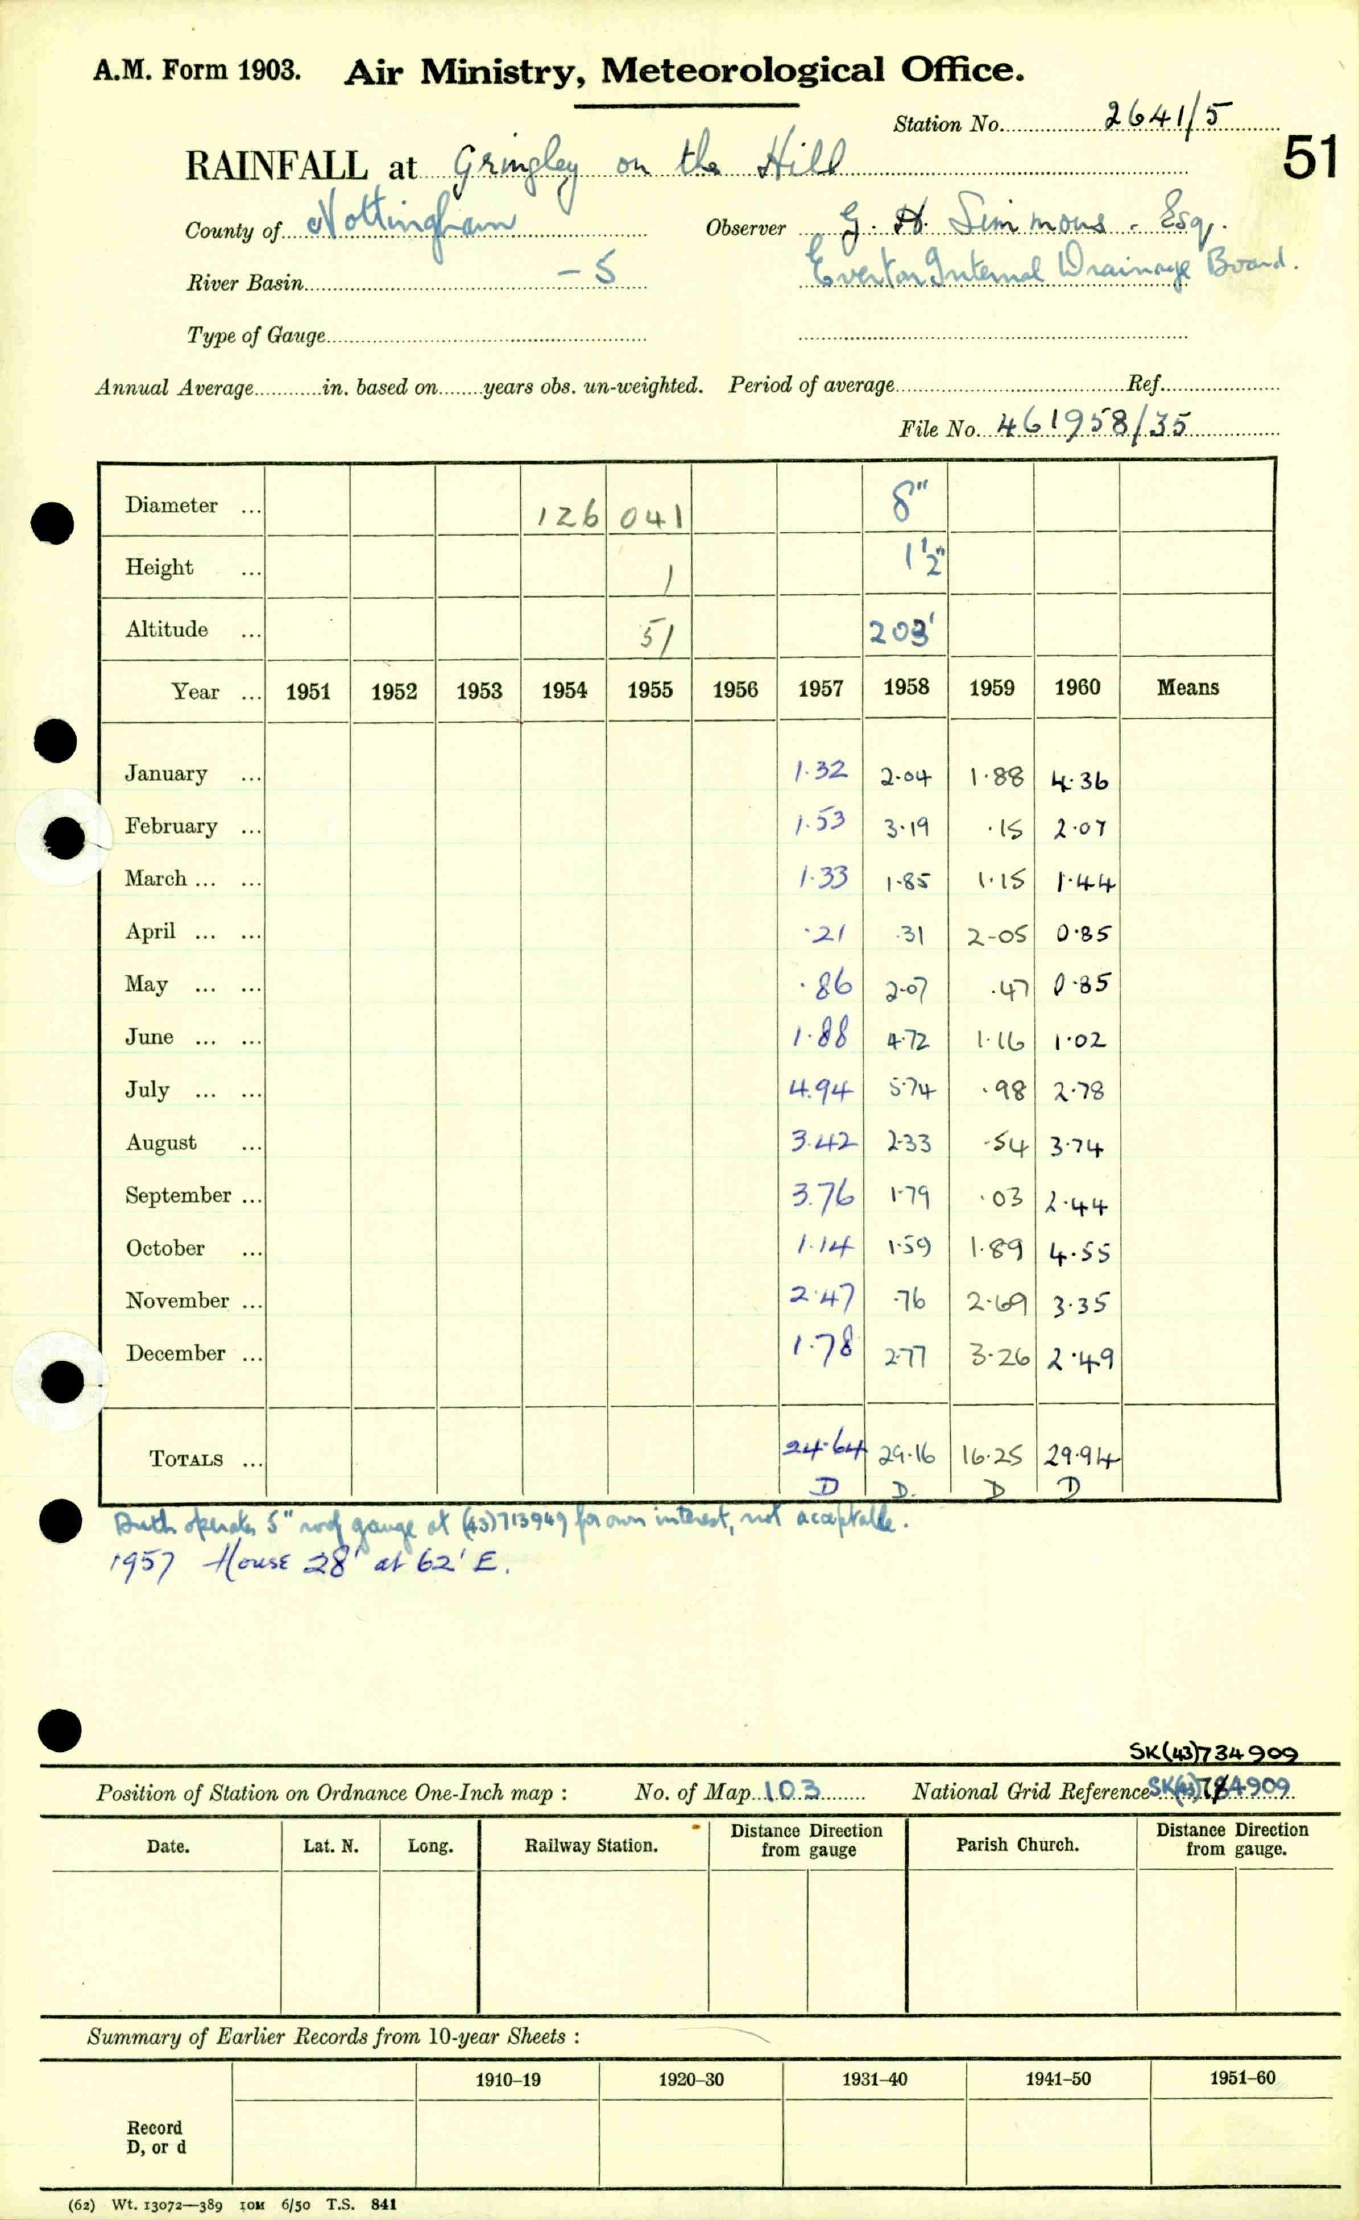 A.M. Form 1903. Air Ministry, Meteorological Office.
Station No. 2641/5
51
RAINFALL at Gringley on the Hill
County of Nottingham Observer G. H. Simmons. Esq.
River Basin -5 Everton Internal Drainage Board.
Type of Gauge
Annual Average in. based on years obs. un-weighted. Period of average Ref.
File No. 461958/35
Diameter ... 126 041 8"
Height ... 1 1½"
Altitude ... 51 203'
Year ... 1951 1952 1953 1954 1955 1956 1957 1958 1959 1960 Means
January ... 1.32 2.04 1.88 4.36
February ... 1.53 3.19 .15 2.07
March ... ... 1.33 1.85 1.15 1.44
April ... ... .21 .31 2.05 0.85
May ... ... .86 2.07 .47 0.85
June ... ... 1.88 4.72 1.16 1.02
July ... ... 4.94 5.74 .98 2.78
August ... 3.42 2.33 .54 3.74
September ... 3.76 1.79 .03 2.44
October ... 1.14 1.59 1.89 4.55
November ... 2.47 .76 2.69 3.35
December ... 1.78 2.77 3.26 2.49
TOTALS ... 24.64 29.16 16.25 29.94
D D. D D
operates 5" roof gauge at (43)713949 for own interest, not acceptable.
1957 House 28' at 62' E.
SK(43)734909
Position of Station on Ordnance One-Inch map : No. of Map 103 National Grid Reference SK(43)784909
Date. Lat. N. Long. Railway Station. Distance from Direction gauge Parish Church. Distance from Direction gauge.
Summary of Earlier Records from 10-year Sheets :
1910–19 1920–30 1931–40 1941–50 1951–60
Record
D, or d
(62) Wt. 13072—389 10M 6/50 T.S. 841